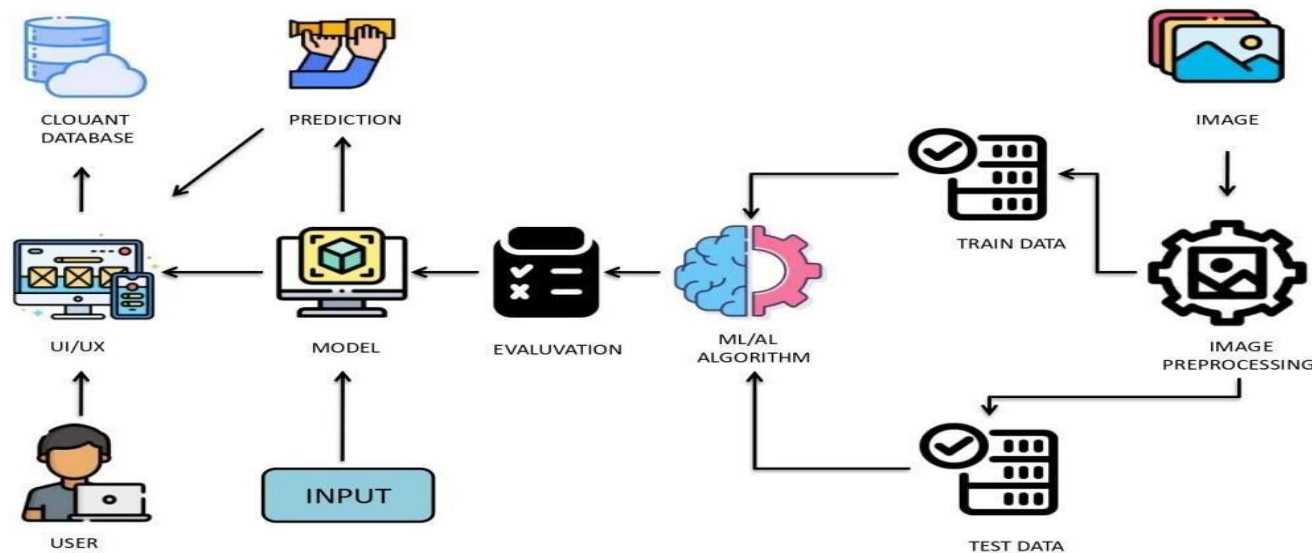 CLOUANT
DATABASE
PREDICTION
IMAGE
TRAIN DATA
UI/UX
MODEL
EVALUVATION
ML/AL
ALGORITHM
IMAGE
PREPROCESSING
INPUT
USER
TEST DATA